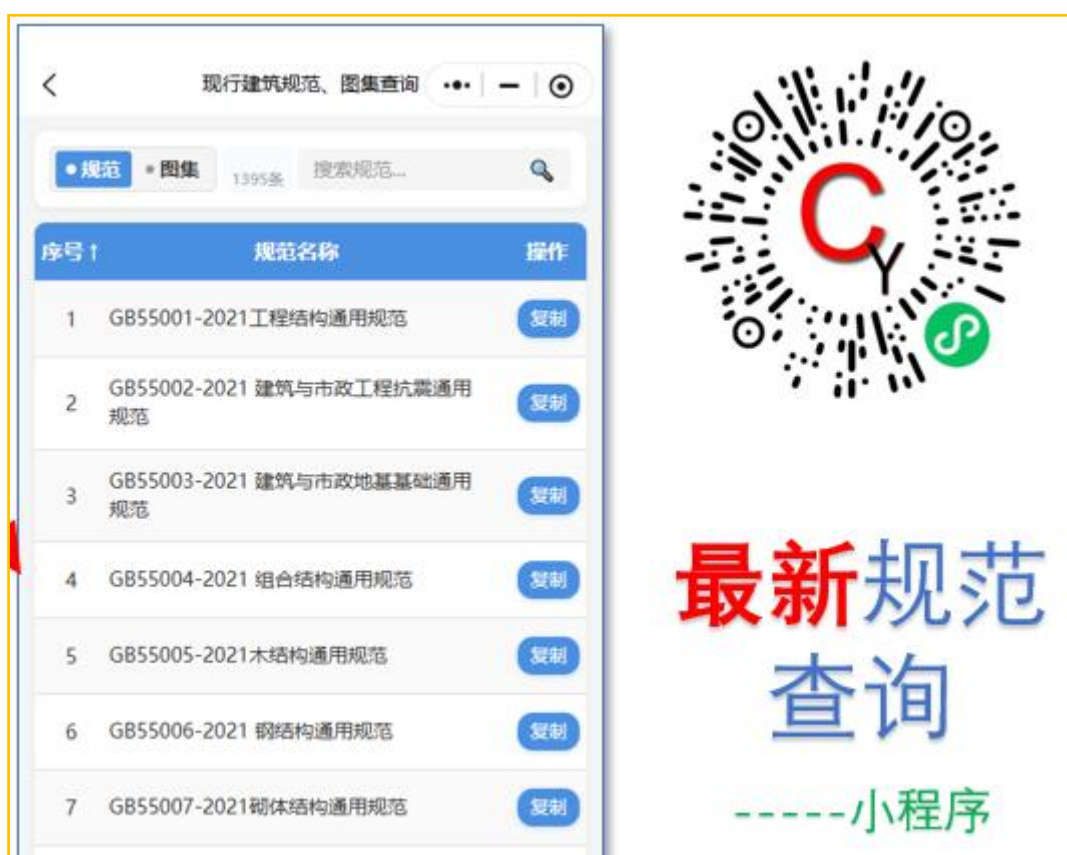 现行建筑规范、图集查询
规范 图集 1395条 搜索规范...
序号↑ 规范名称 操作
1 GB55001-2021工程结构通用规范 复制
2 GB55002-2021 建筑与市政工程抗震通用
规范 复制
3 GB55003-2021 建筑与市政地基基础通用
规范 复制
4 GB55004-2021 组合结构通用规范 复制
5 GB55005-2021木结构通用规范 复制
6 GB55006-2021 钢结构通用规范 复制
7 GB55007-2021砌体结构通用规范 复制
CY
最新规范
查询
-----小程序